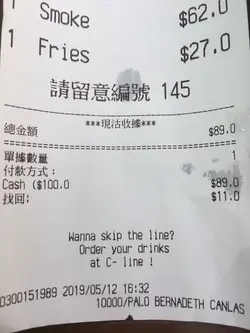 1 Smoke $62.0
1 Fries $27.0
請留意編號 145
***現沽收據***
總金額 $89.0
單據數量 1
付款方式:
Cash ($100.0 $89.0
找回: $11.0
Wanna skip the line?
Order your drinks
at C- line !
0300151989 2019/05/12 16:32
10000/PALO BERNADETH CANLAS